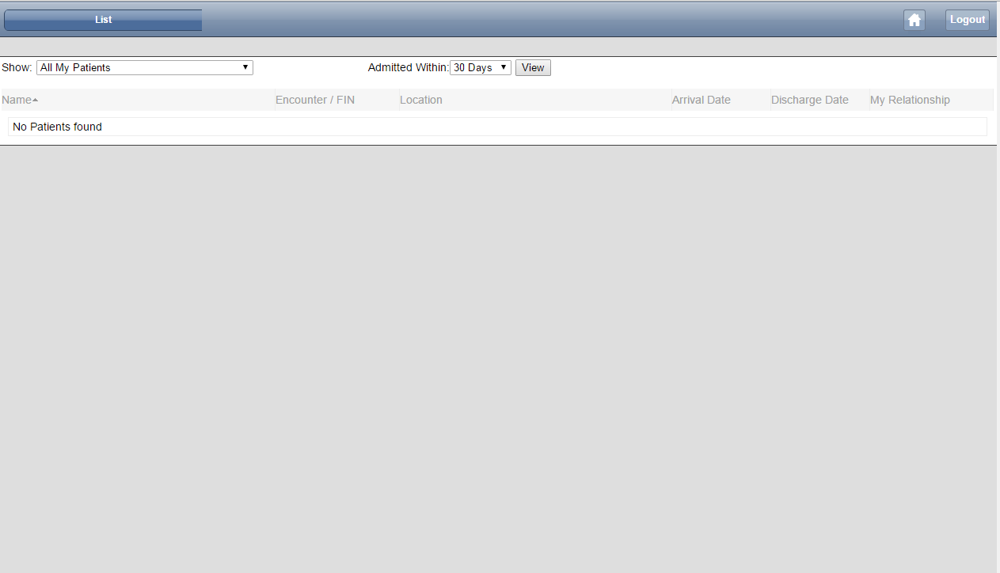 List Logout
Show: All My Patients Admitted Within: 30 Days View
Name Encounter / FIN Location Arrival Date Discharge Date My Relationship
No Patients found